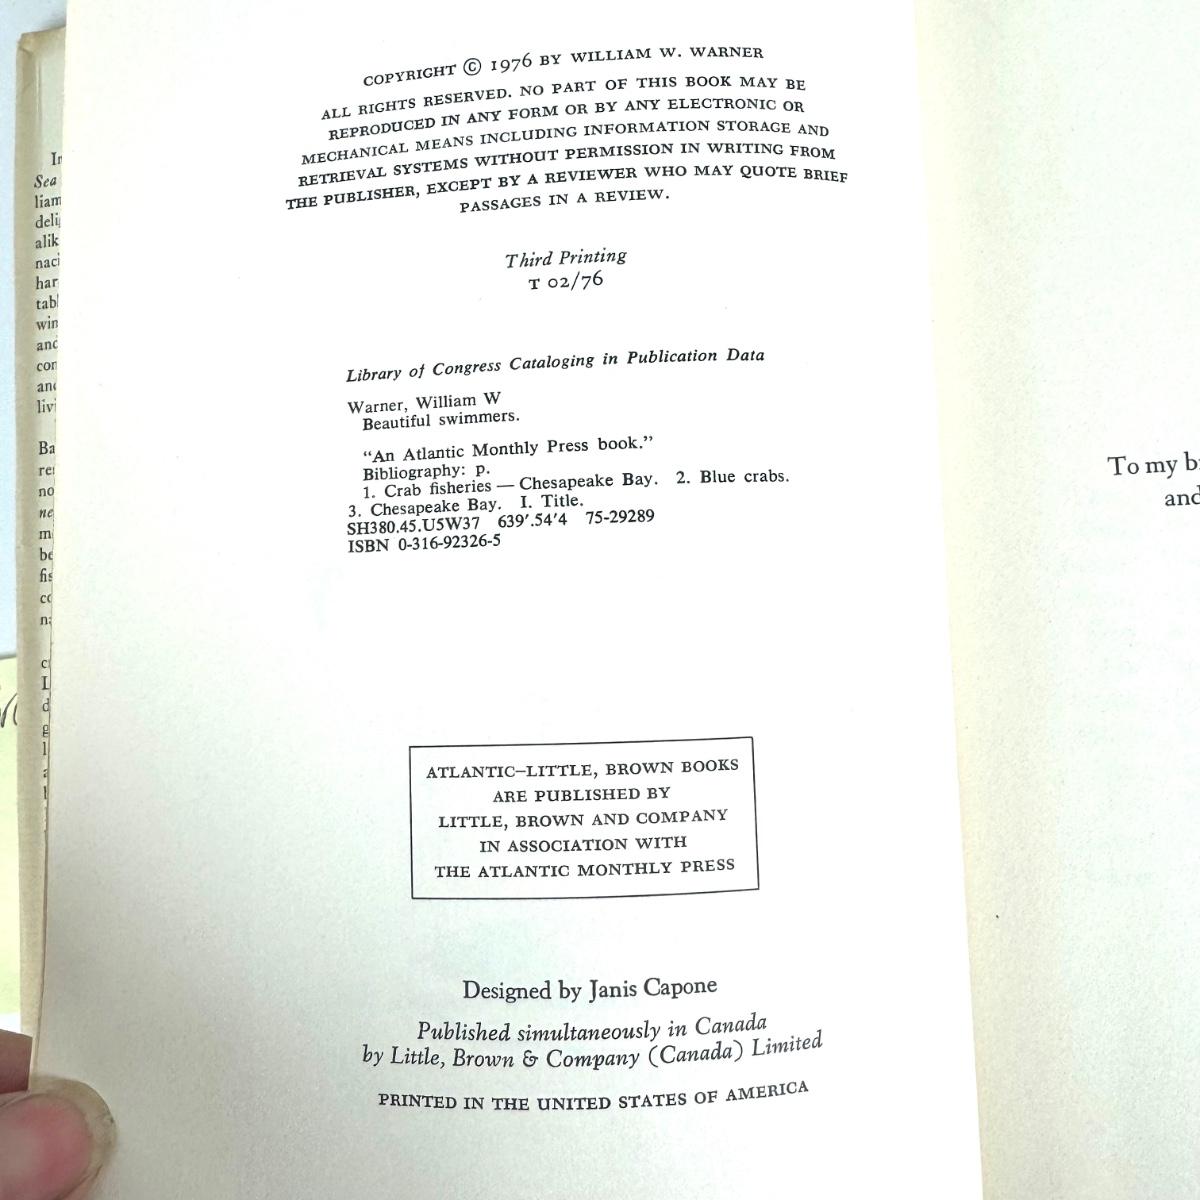 COPYRIGHT © 1976 BY WILLIAM W. WARNER
ALL RIGHTS RESERVED. NO PART OF THIS BOOK MAY BE
REPRODUCED IN ANY FORM OR BY ANY ELECTRONIC OR
MECHANICAL MEANS INCLUDING INFORMATION STORAGE AND
RETRIEVAL SYSTEMS WITHOUT PERMISSION IN WRITING FROM
THE PUBLISHER, EXCEPT BY A REVIEWER WHO MAY QUOTE BRIEF
PASSAGES IN A REVIEW.
Third Printing
T 02/76
Library of Congress Cataloging in Publication Data
Warner, William W
Beautiful swimmers.
"An Atlantic Monthly Press book."
Bibliography: p.
1. Crab fisheries — Chesapeake Bay. 2. Blue crabs.
3. Chesapeake Bay. I. Title.
SH380.45.U5W37 639'.54'4 75-29289
ISBN 0-316-92326-5
ATLANTIC–LITTLE, BROWN BOOKS
ARE PUBLISHED BY
LITTLE, BROWN AND COMPANY
IN ASSOCIATION WITH
THE ATLANTIC MONTHLY PRESS
Designed by Janis Capone
Published simultaneously in Canada
by Little, Brown & Company (Canada) Limited
PRINTED IN THE UNITED STATES OF AMERICA
To my
and